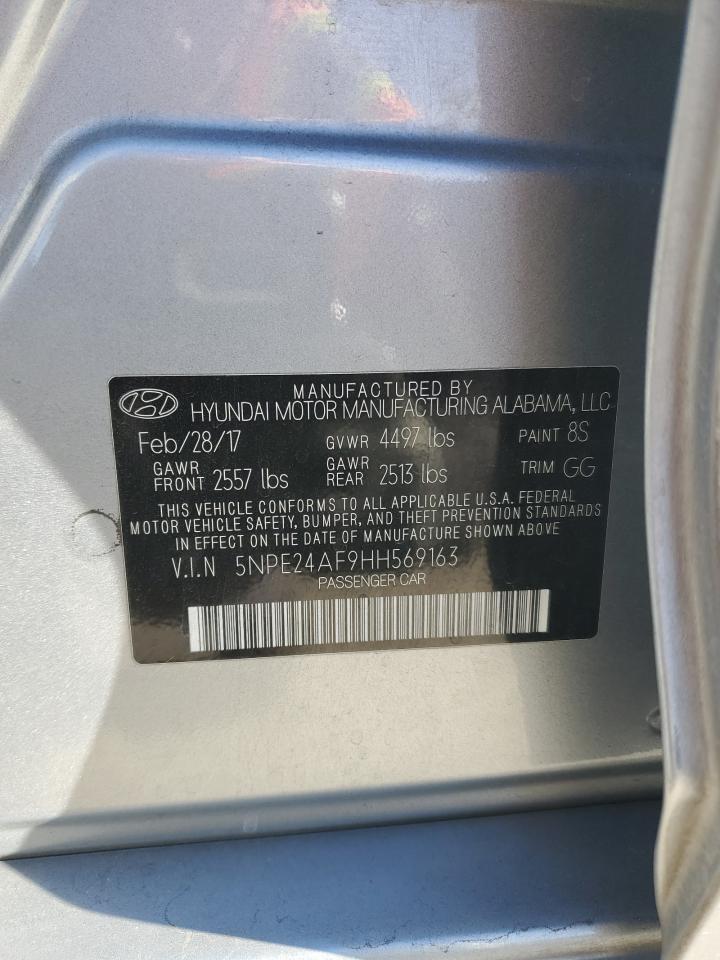 MANUFACTURED BY
HYUNDAI MOTOR MANUFACTURING ALABAMA, LLC
Feb/28/17 GVWR 4497 lbs PAINT 8S
GAWR FRONT 2557 lbs GAWR REAR 2513 lbs TRIM GG
THIS VEHICLE CONFORMS TO ALL APPLICABLE U.S.A. FEDERAL
MOTOR VEHICLE SAFETY, BUMPER, AND THEFT PREVENTION STANDARDS
IN EFFECT ON THE DATE OF MANUFACTURE SHOWN ABOVE.
V.I.N 5NPE24AF9HH569163
PASSENGER CAR